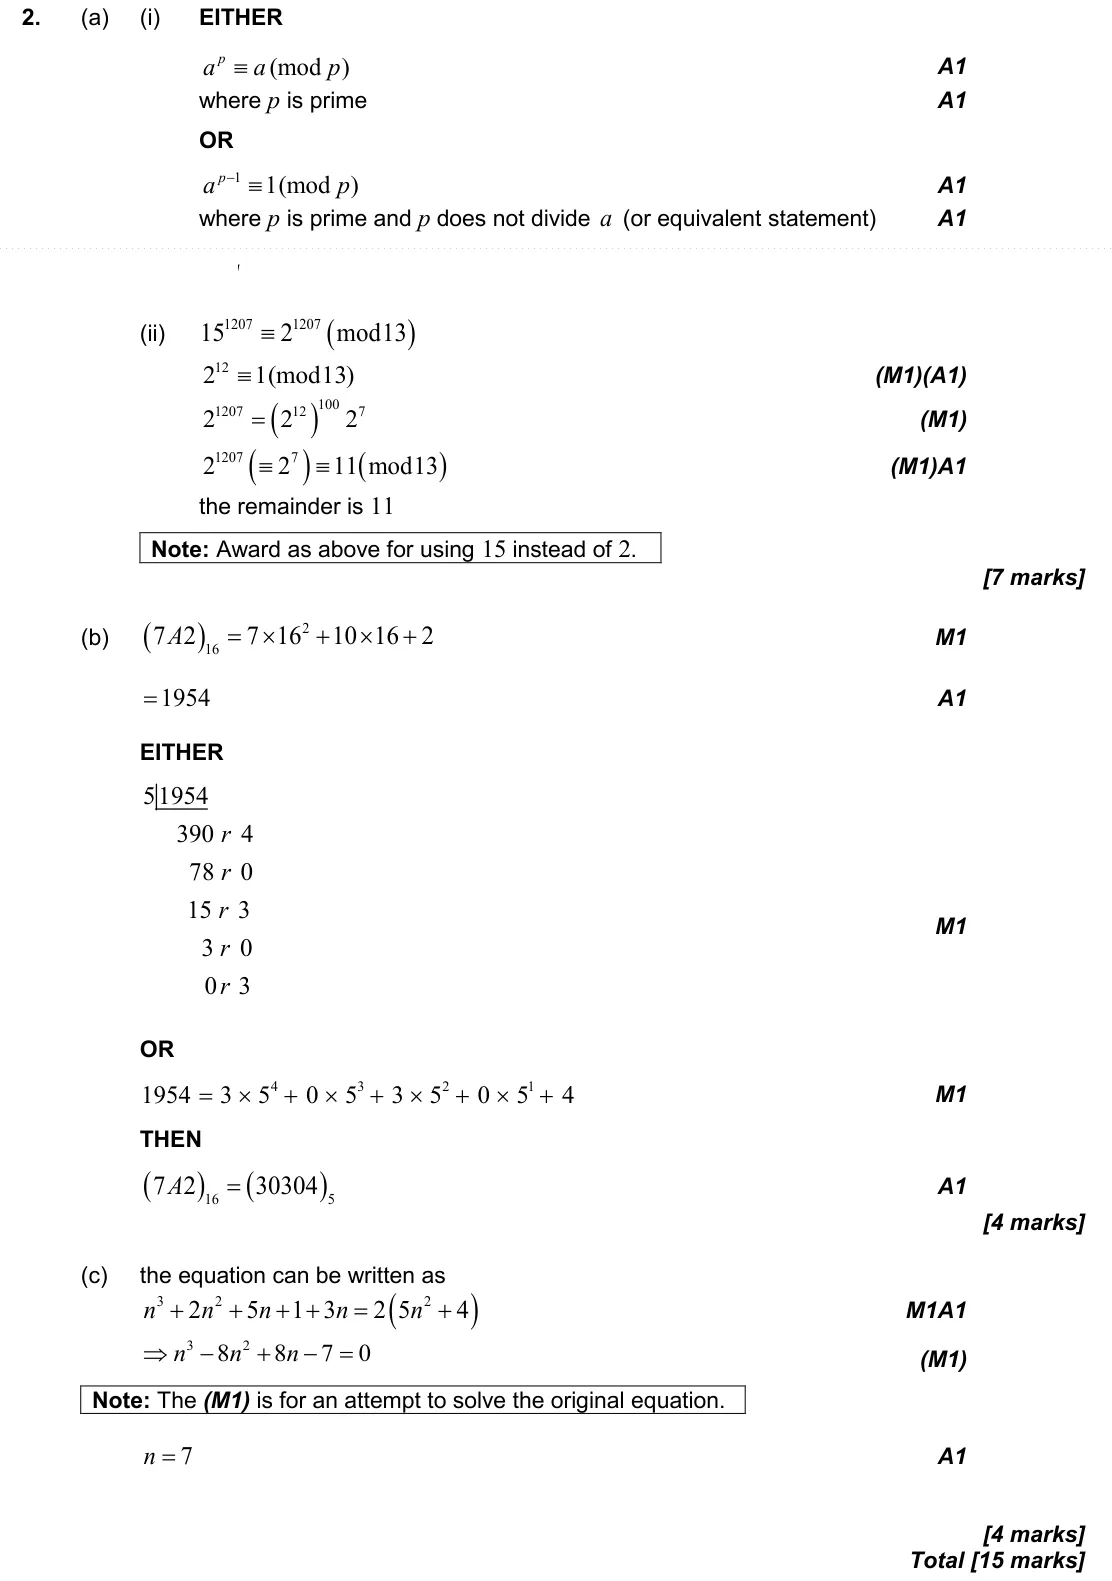 2. (a) (i) EITHER
a^p ≡ a (mod p) A1
where p is prime A1
OR
a^{p−1} ≡ 1(mod p) A1
where p is prime and p does not divide a (or equivalent statement) A1
(ii) 15^{1207} ≡ 2^{1207} (mod13)
2^{12} ≡ 1(mod13) (M1)(A1)
2^{1207} = (2^{12})^{100} 2^7 (M1)
2^{1207} (≡ 2^7) ≡ 11(mod13) (M1)A1
the remainder is 11
Note: Award as above for using 15 instead of 2.
[7 marks]
(b) (7A2)_{16} = 7×16^2 +10×16+2 M1
=1954 A1
EITHER
5|1954
390 r 4
78 r 0
15 r 3
M1
3 r 0
0 r 3
OR
1954 = 3 × 5^4 + 0 × 5^3 + 3 × 5^2 + 0 × 5^1 + 4 M1
THEN
(7A2)_{16} = (30304)_5 A1
[4 marks]
(c) the equation can be written as
n^3 + 2n^2 + 5n +1+ 3n = 2(5n^2 + 4) M1A1
⇒ n^3 − 8n^2 + 8n − 7 = 0 (M1)
Note: The (M1) is for an attempt to solve the original equation.
n = 7 A1
[4 marks]
Total [15 marks]